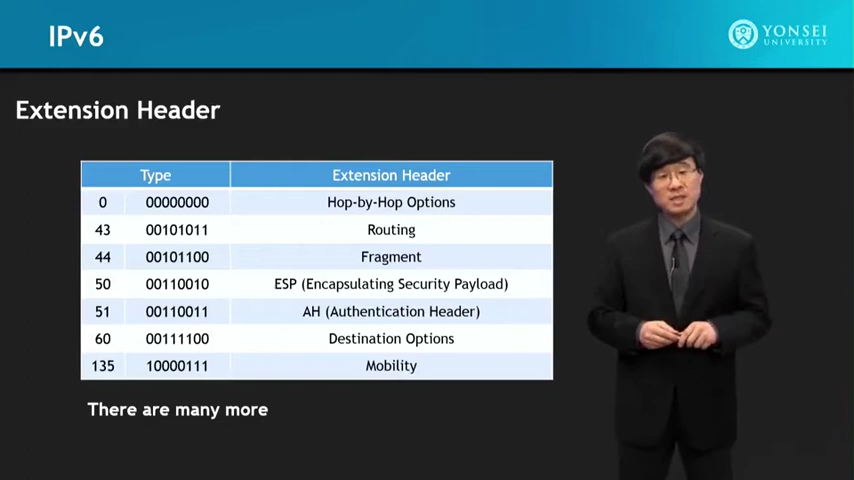 IPv6
YONSEI
UNIVERSITY
Extension Header
Type Extension Header
0 00000000 Hop-by-Hop Options
43 00101011 Routing
44 00101100 Fragment
50 00110010 ESP (Encapsulating Security Payload)
51 00110011 AH (Authentication Header)
60 00111100 Destination Options
135 10000111 Mobility
There are many more